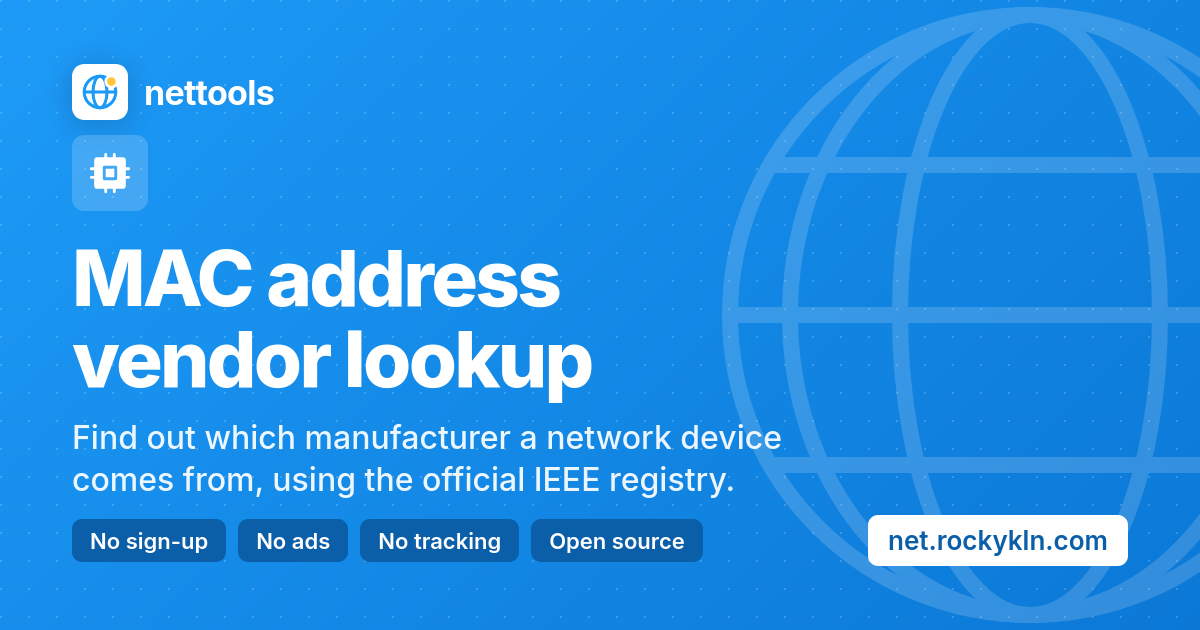 nettools
MAC address
vendor lookup
Find out which manufacturer a network device
comes from, using the official IEEE registry.
No sign-up
No ads
No tracking
Open source
net.rockykln.com